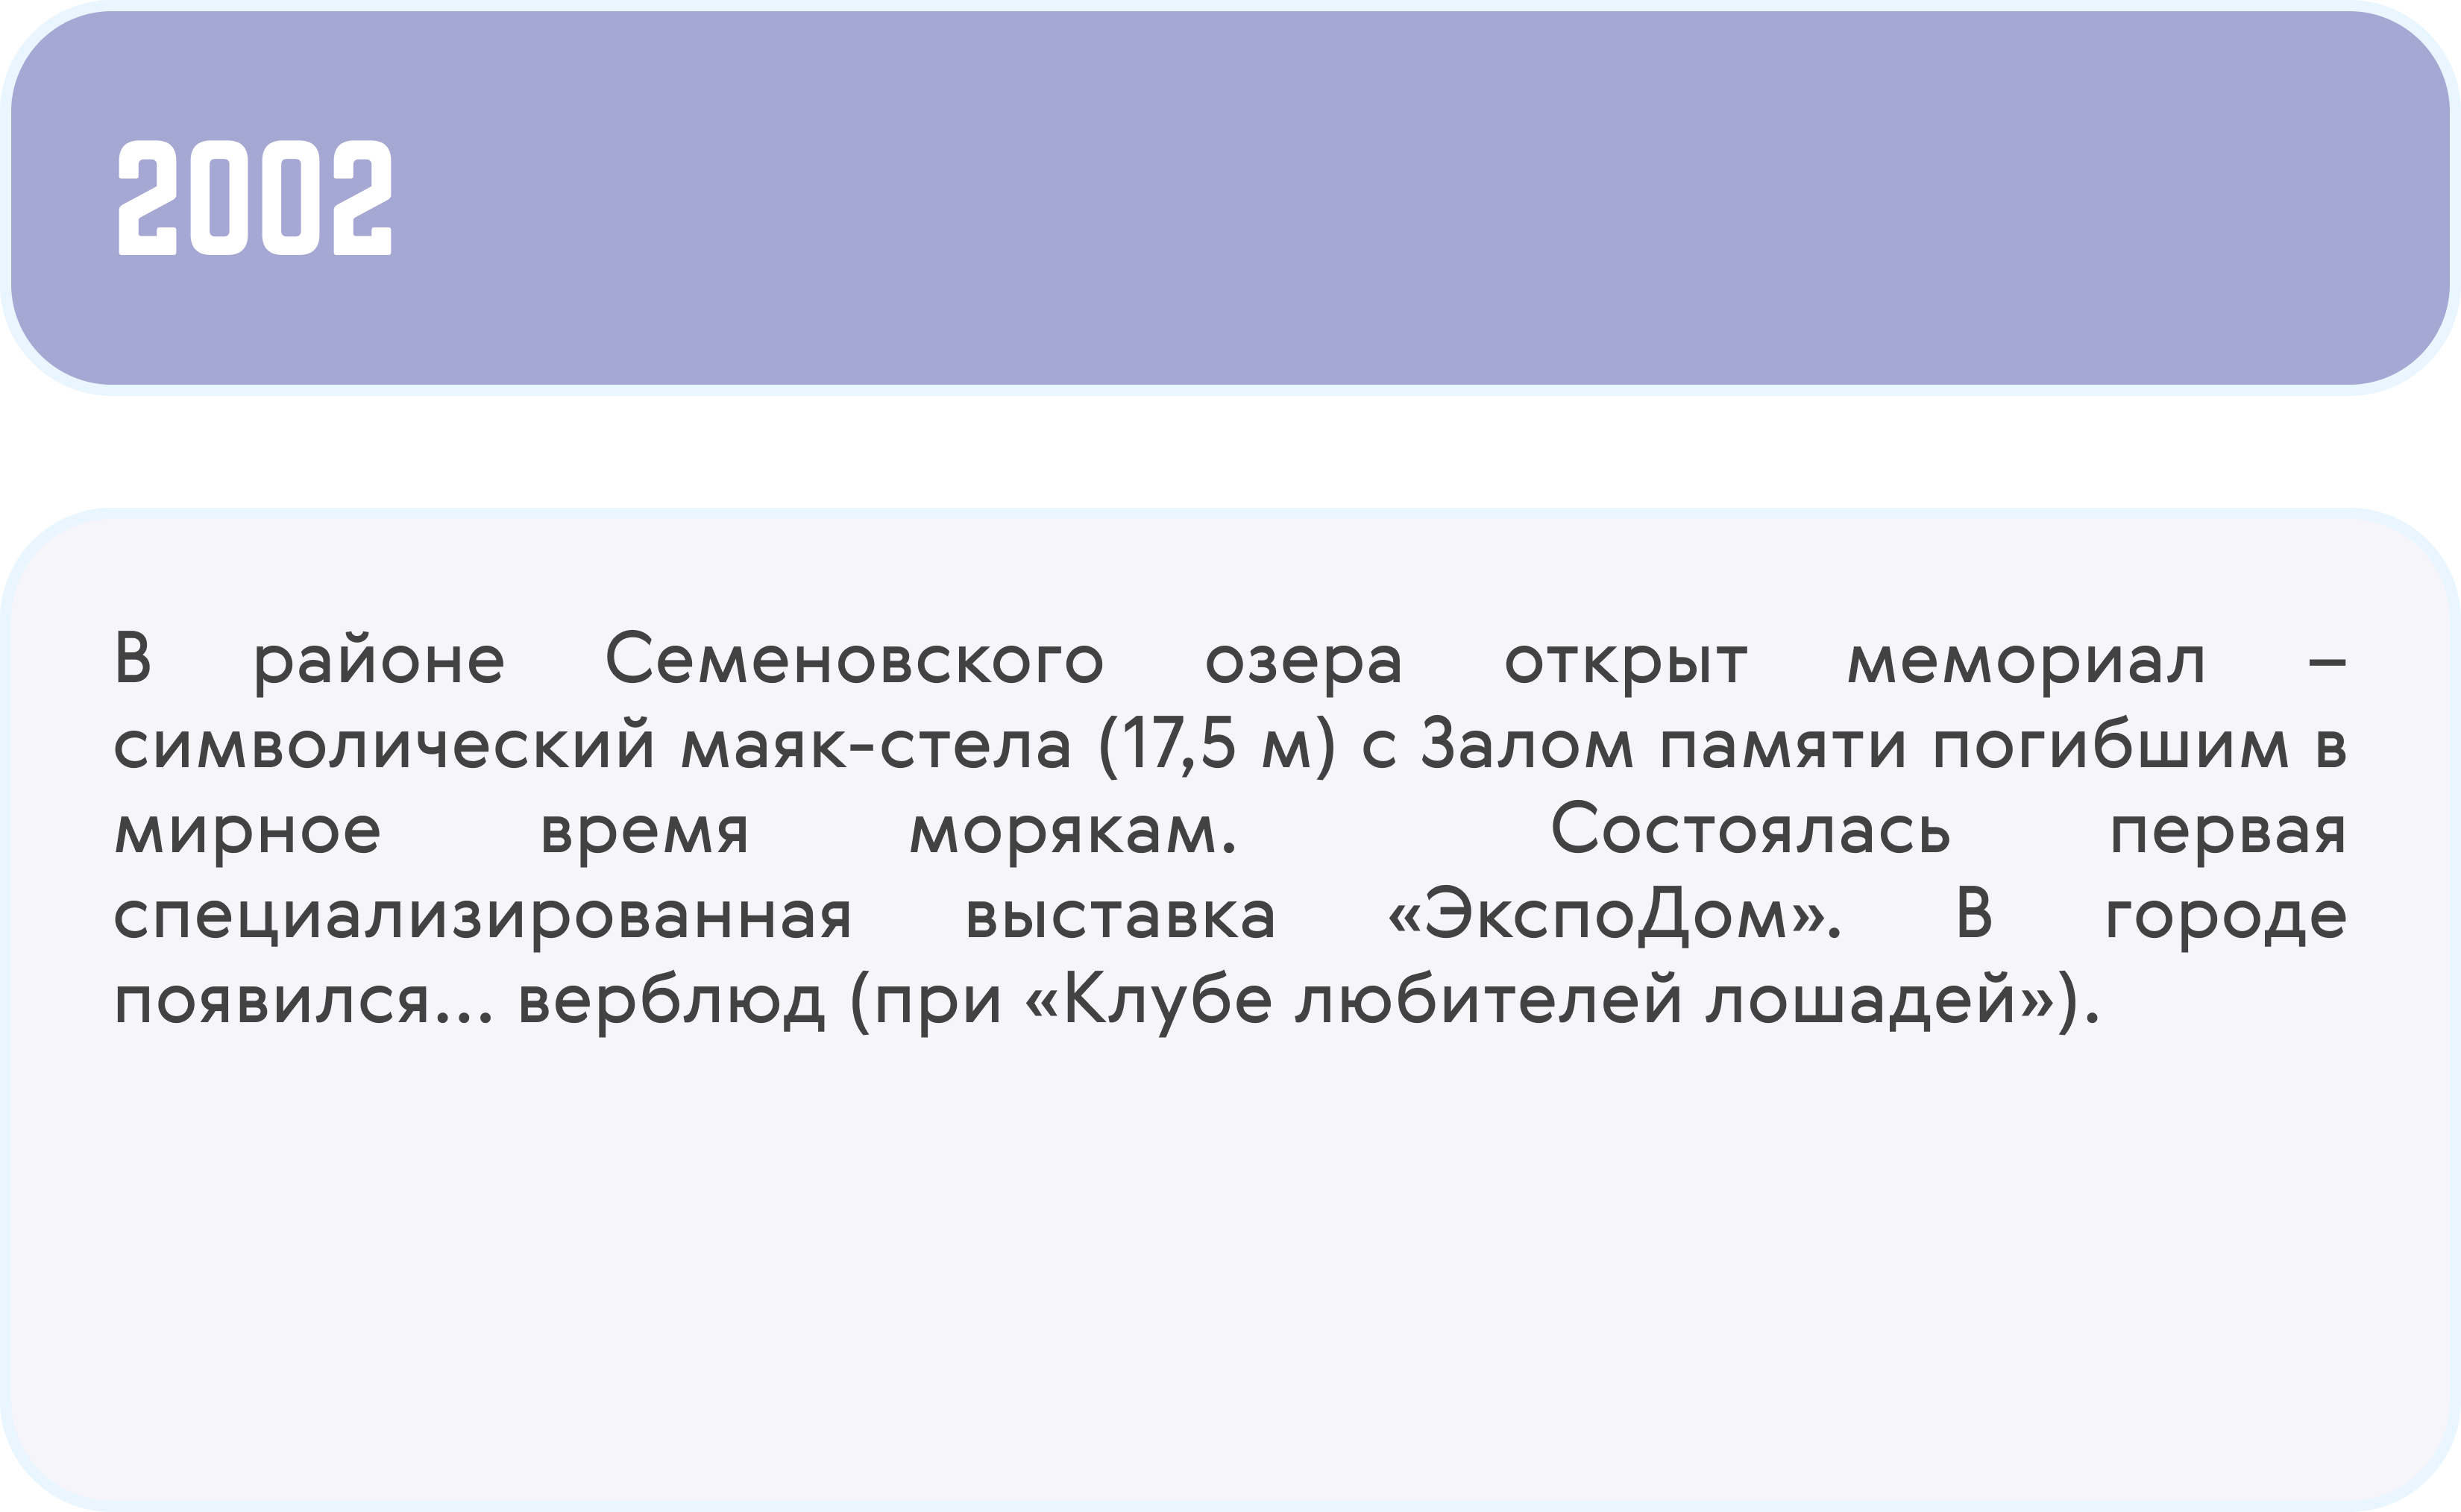 2002
В районе Семеновского озера открыт мемориал —
символический маяк-стела (17,5 м) с Залом памяти погибшим в
мирное время морякам. Состоялась первая
специализированная выставка «ЭкспоДом». В городе
появился... верблюд (при «Клубе любителей лошадей»).